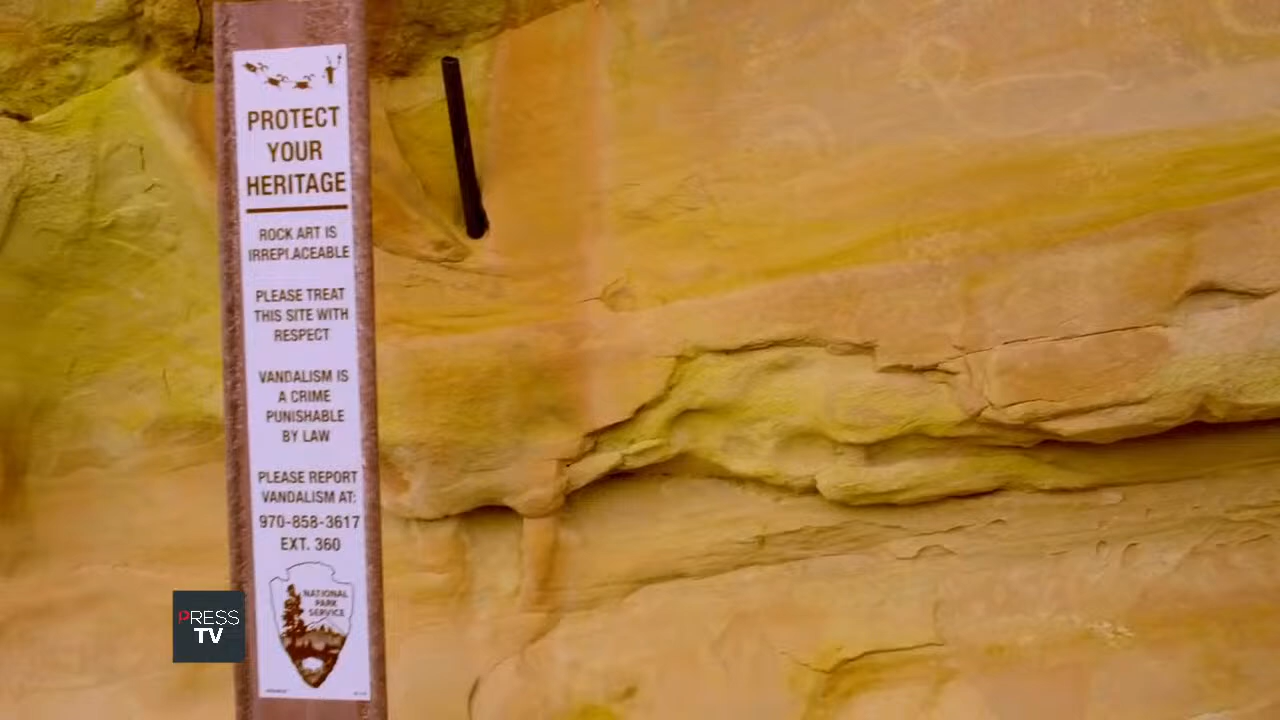 PROTECT
YOUR
HERITAGE
ROCK ART IS
IRREPLACEABLE
PLEASE TREAT
THIS SITE WITH
RESPECT
VANDALISM IS
A CRIME
PUNISHABLE
BY LAW
PLEASE REPORT
VANDALISM AT:
970-858-3617
EXT. 360
NATIONAL
PARK
SERVICE
PRESS
TV